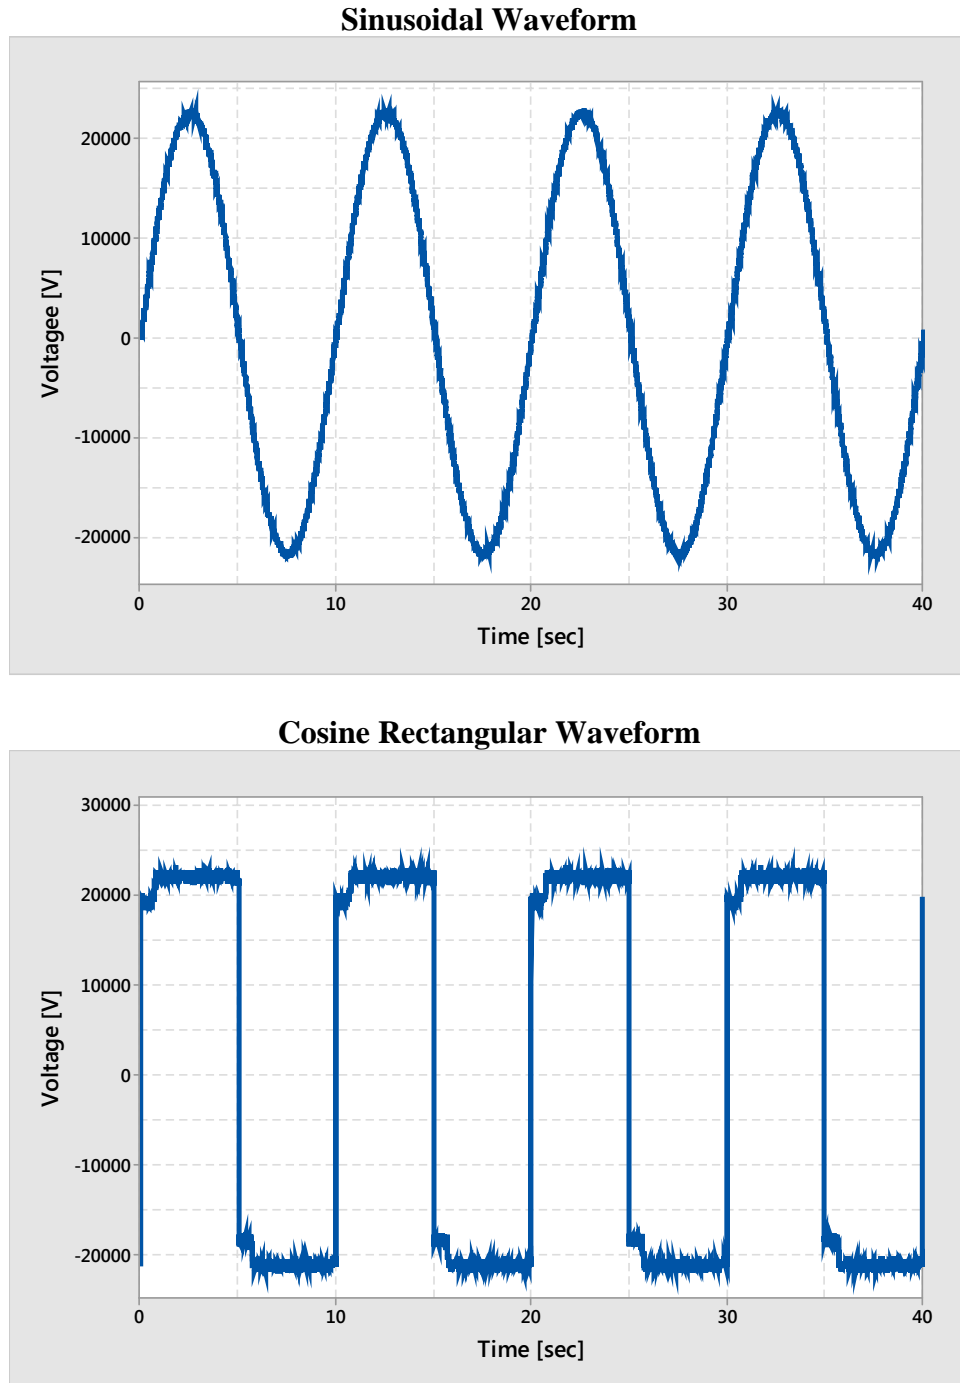 Sinusoidal Waveform
20000
10000
0
-10000
-20000
Voltagee [V]
0 10 20 30 40
Time [sec]
Cosine Rectangular Waveform
30000
20000
10000
0
-10000
-20000
Voltage [V]
0 10 20 30 40
Time [sec]